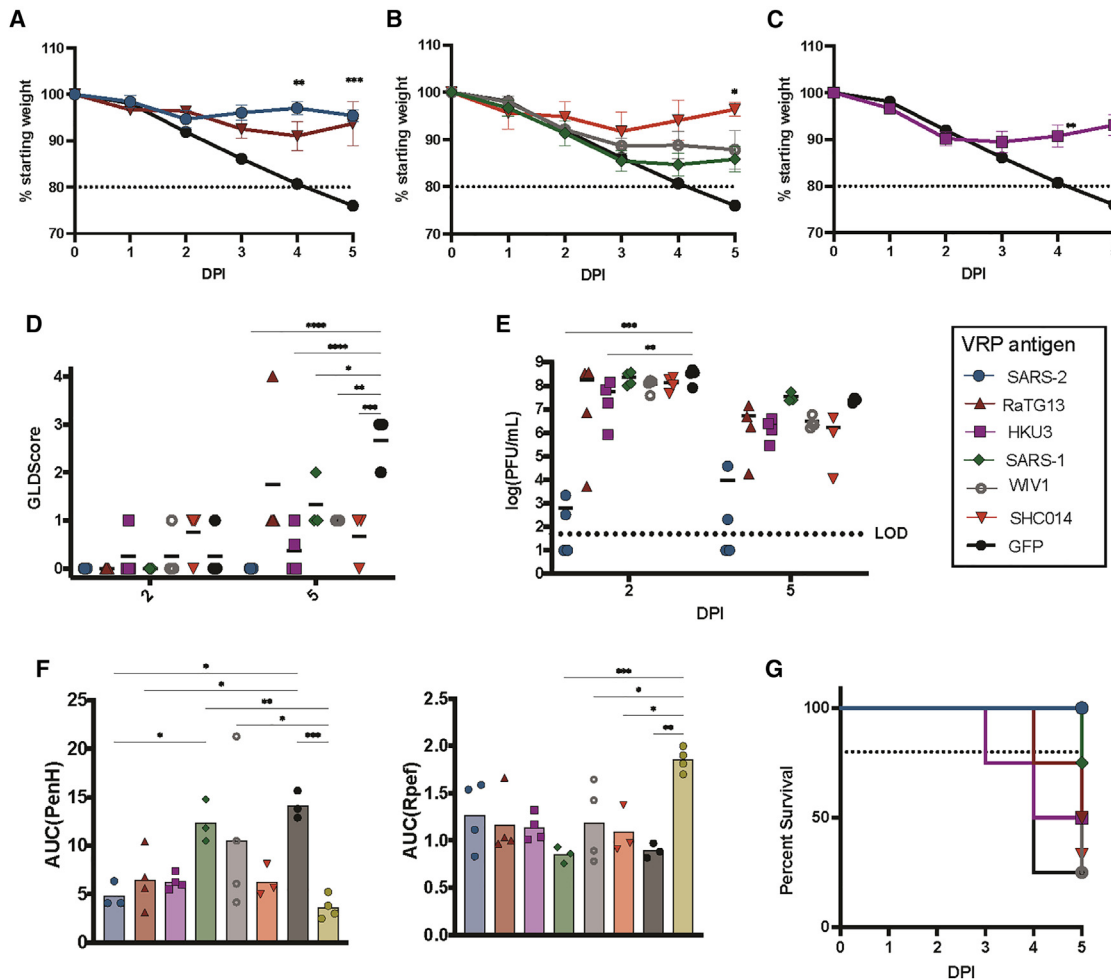 A
B
C
% starting weight
110
100
90
80
70
0 1 2 3 4 5
DPI
** ***
% starting weight
110
100
90
80
70
0 1 2 3 4 5
DPI
*
% starting weight
110
100
90
80
70
0 1 2 3 4
DPI
**
D
GLDScore
4
3
2
1
0
2 5
****
****
*
**
***
E
log(PFU/mL)
9
8
7
6
5
4
3
2
1
0
2 5
DPI
***
**
LOD
VRP antigen
SARS-2
RaTG13
HKU3
SARS-1
WIV1
SHC014
GFP
F
AUC(PenH)
25
20
15
10
5
0
*
*
**
*
* ***
AUC(Rpef)
2.5
2.0
1.5
1.0
0.5
0.0
***
*
*
**
G
Percent Survival
100
50
0
0 1 2 3 4 5
DPI